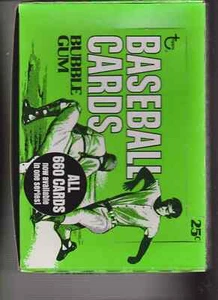 BASEBALL
CARDS
BUBBLE
GUM
ALL
660 CARDS
now available
in one series!
25¢